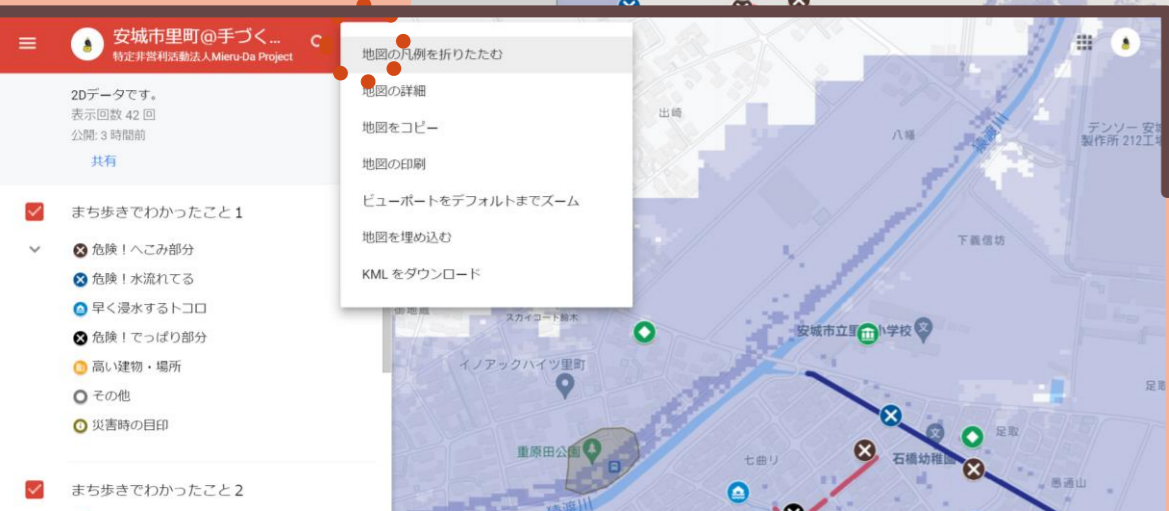 安城市里町@手づく...
特定非営利活動法人Mieru-Da Project
2Dデータです。
表示回数 42 回
公開: 3 時間前
共有
まち歩きでわかったこと1
危険！へこみ部分
危険！水流れてる
早く浸水するトコロ
危険！でっぱり部分
高い建物・場所
その他
災害時の目印
まち歩きでわかったこと2
地図の凡例を折りたたむ
地図の詳細
地図をコピー
地図の印刷
ビューポートをデフォルトまでズーム
地図を埋め込む
KML をダウンロード
出崎
八幡
猿渡川
デンソー 安
製作所 212工
下義信坊
スカイコート鈴木
安城市立里
小学校
イノアックハイツ里町
足取
重原田公園
七曲り
石橋幼稚園
愚通山
猿渡川